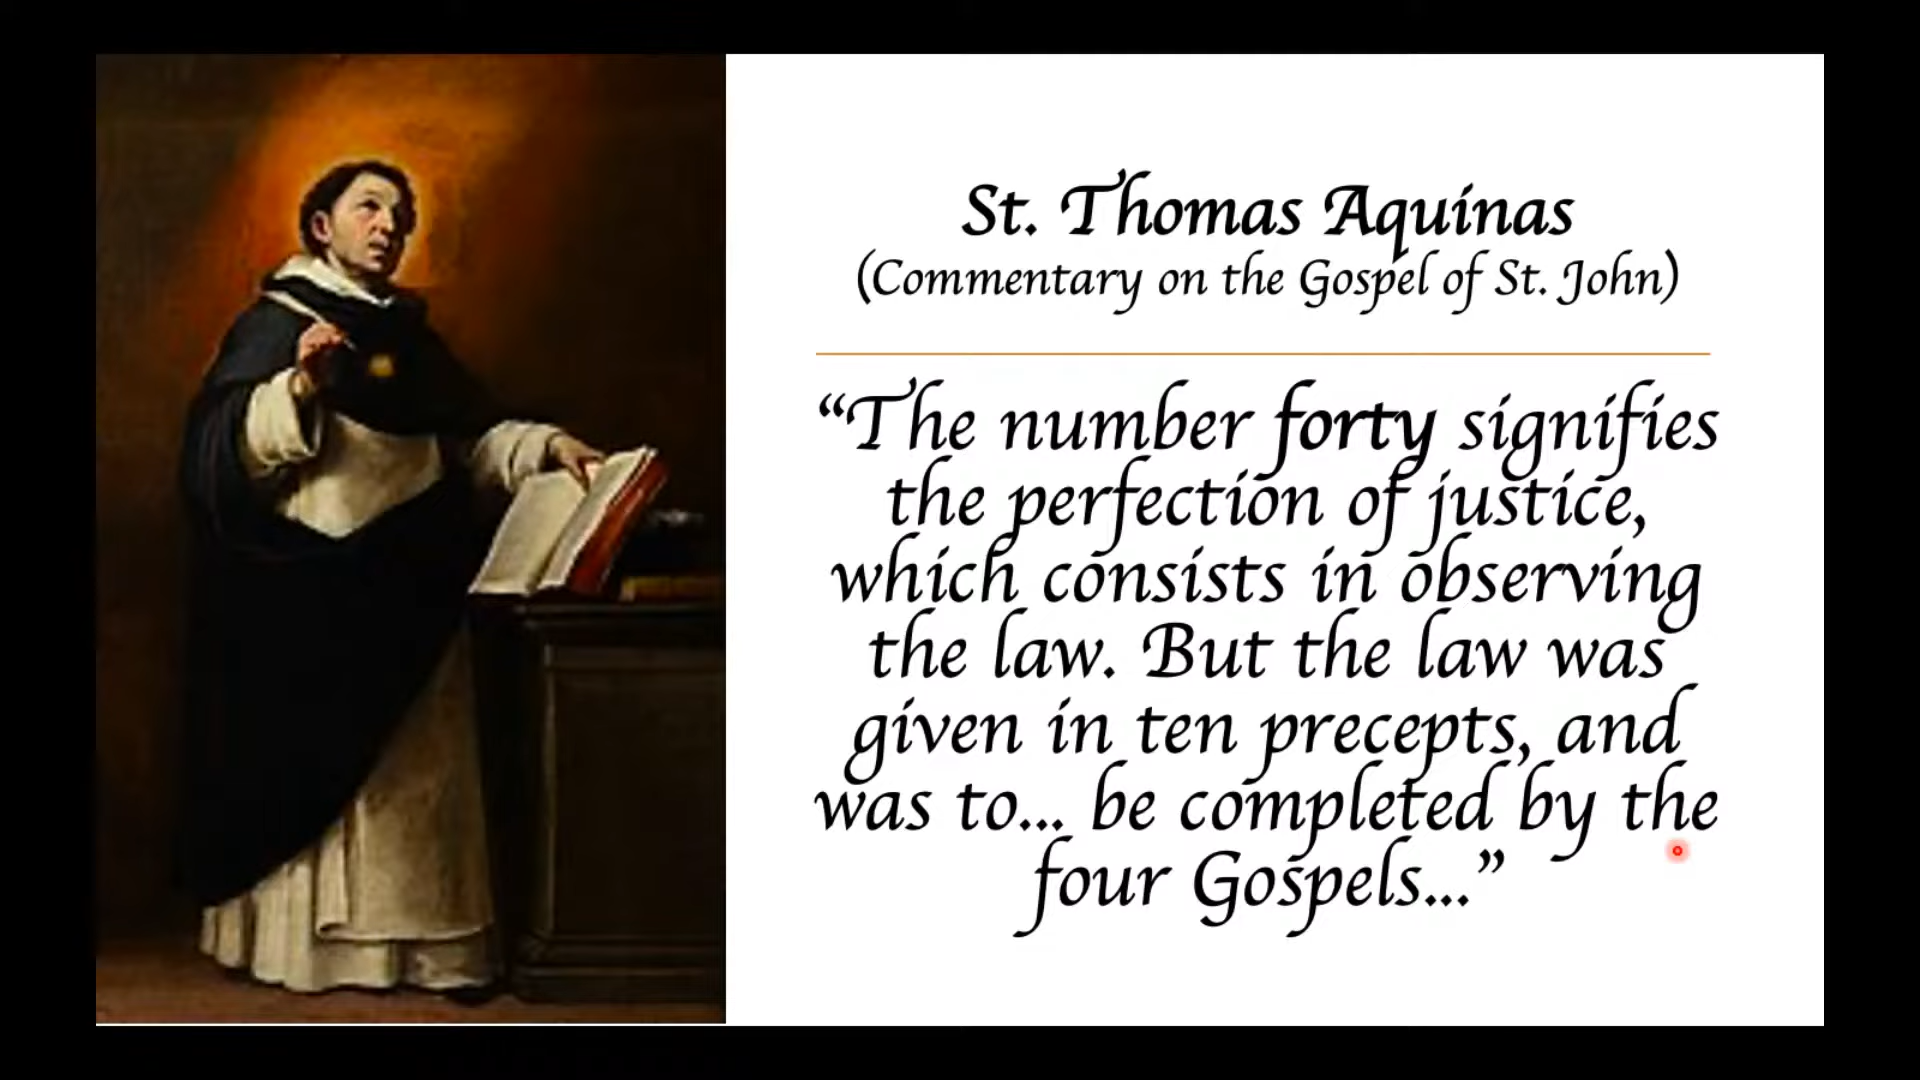 St. Thomas Aquinas
(Commentary on the Gospel of St. John)
“The number forty signifies
the perfection of justice,
which consists in observing
the law. But the law was
given in ten precepts, and
was to... be completed by the
four Gospels...”